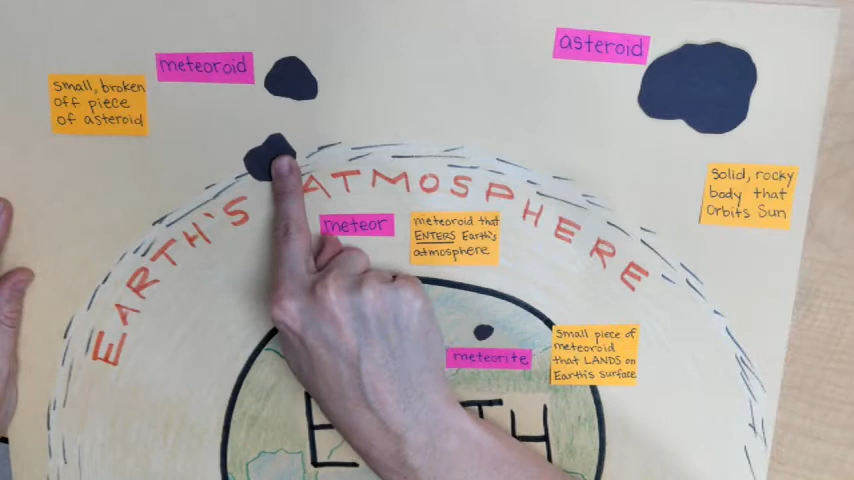 asteroid
meteoroid
small, broken
off piece
of asteroid
solid, rocky
body that
Orbits Sun
EARTH'S ATMOSPHERE
meteor
meteoroid that
ENTERS Earth's
atmosphere
meteorite
Small piece of
meteoroid
that LANDS on
Earth's surface